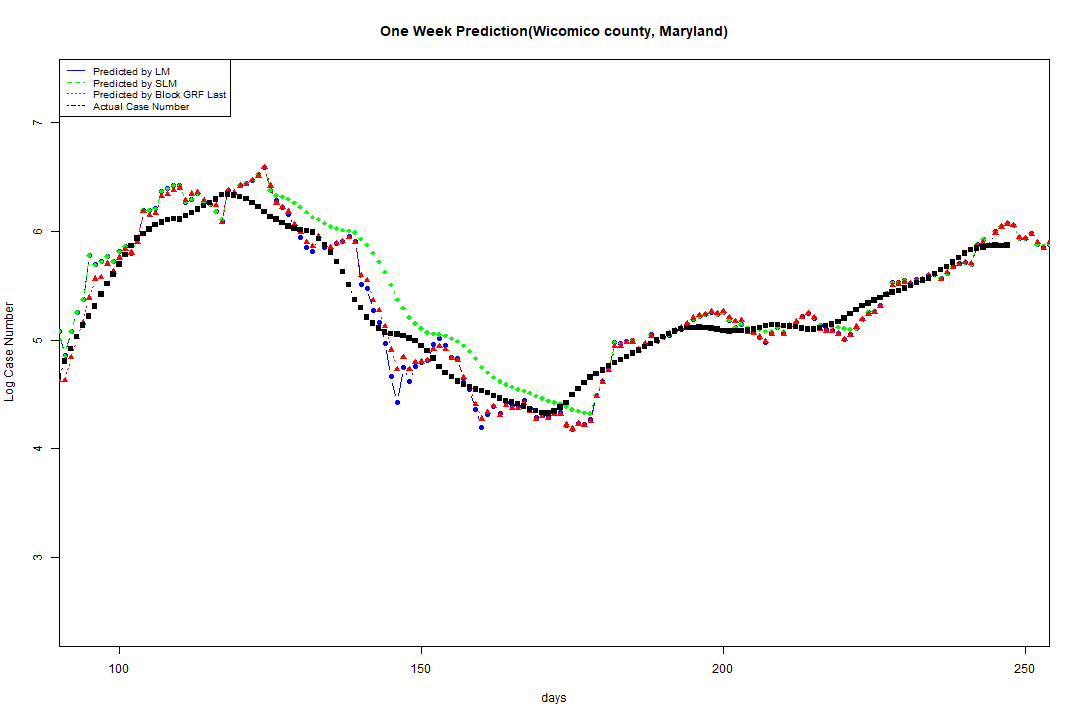 One Week Prediction(Wicomico county, Maryland)
Predicted by LM
Predicted by SLM
Predicted by Block GRF Last
Actual Case Number
7
6
5
4
3
Log Case Number
100 150 200 250
days